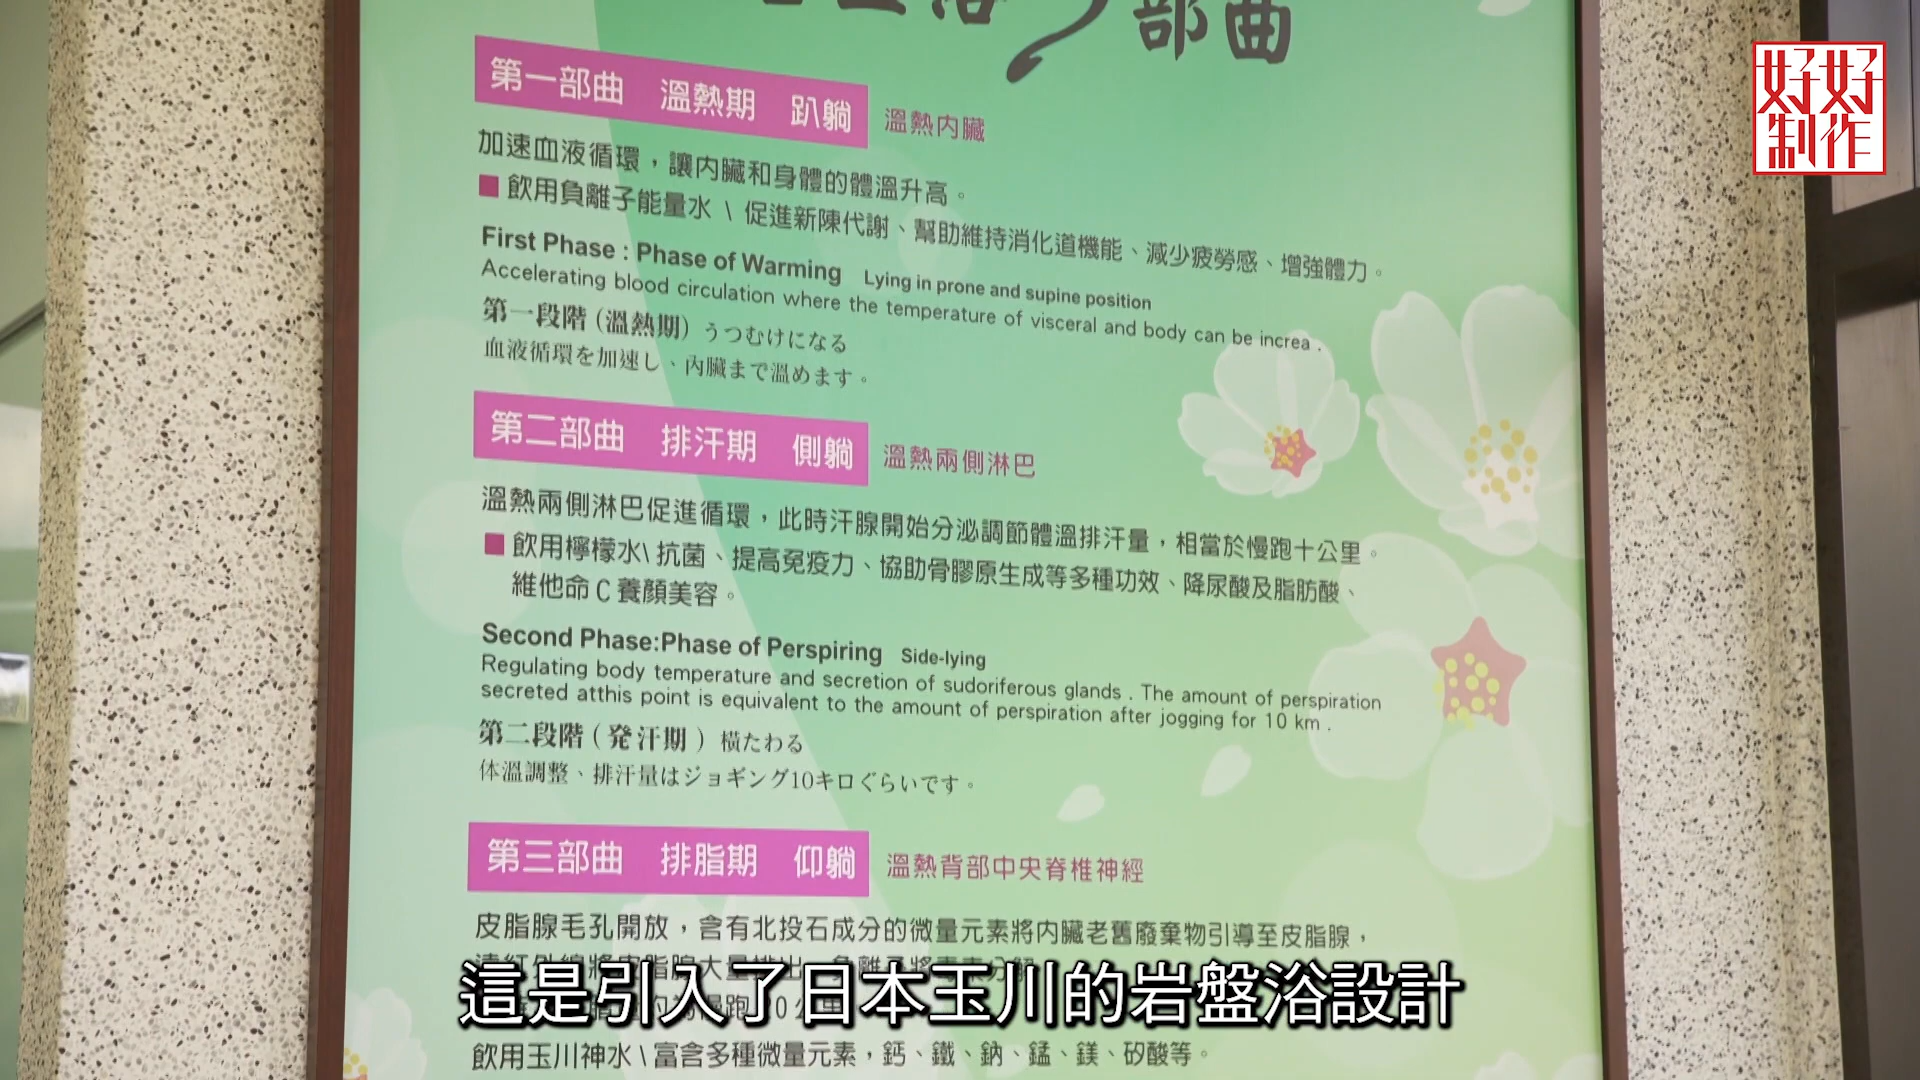 部曲
好好
制作
第一部曲 溫熱期 趴躺 溫熱內臟
加速血液循環，讓內臟和身體的體溫升高。
■ 飲用負離子能量水 \ 促進新陳代謝、幫助維持消化道機能、減少疲勞感、增強體力。
First Phase : Phase of Warming Lying in prone and supine position
Accelerating blood circulation where the temperature of visceral and body can be increa .
第一段階 (溫熱期) うつむけになる
血液循環を加速し、內臟まで溫めます。
第二部曲 排汗期 側躺 溫熱兩側淋巴
溫熱兩側淋巴促進循環，此時汗腺開始分泌調節體溫排汗量，相當於慢跑十公里。
■ 飲用檸檬水\ 抗菌、提高免疫力、協助骨膠原生成等多種功效、降尿酸及脂肪酸、
維他命 C 養顏美容。
Second Phase:Phase of Perspiring Side-lying
Regulating body temperature and secretion of sudoriferous glands . The amount of perspiration
secreted atthis point is equivalent to the amount of perspiration after jogging for 10 km .
第二段階 ( 発汗期 ) 橫たわる
体溫調整、排汗量はジョギング10キロぐらいです。
第三部曲 排脂期 仰躺 溫熱背部中央脊椎神經
皮脂腺毛孔開放，含有北投石成分的微量元素將內臟老舊廢棄物引導至皮脂腺，
這是引入了日本玉川的岩盤浴設計
飲用玉川神水 \ 富含多種微量元素，鈣、鐵、鈉、錳、鎂、矽酸等。